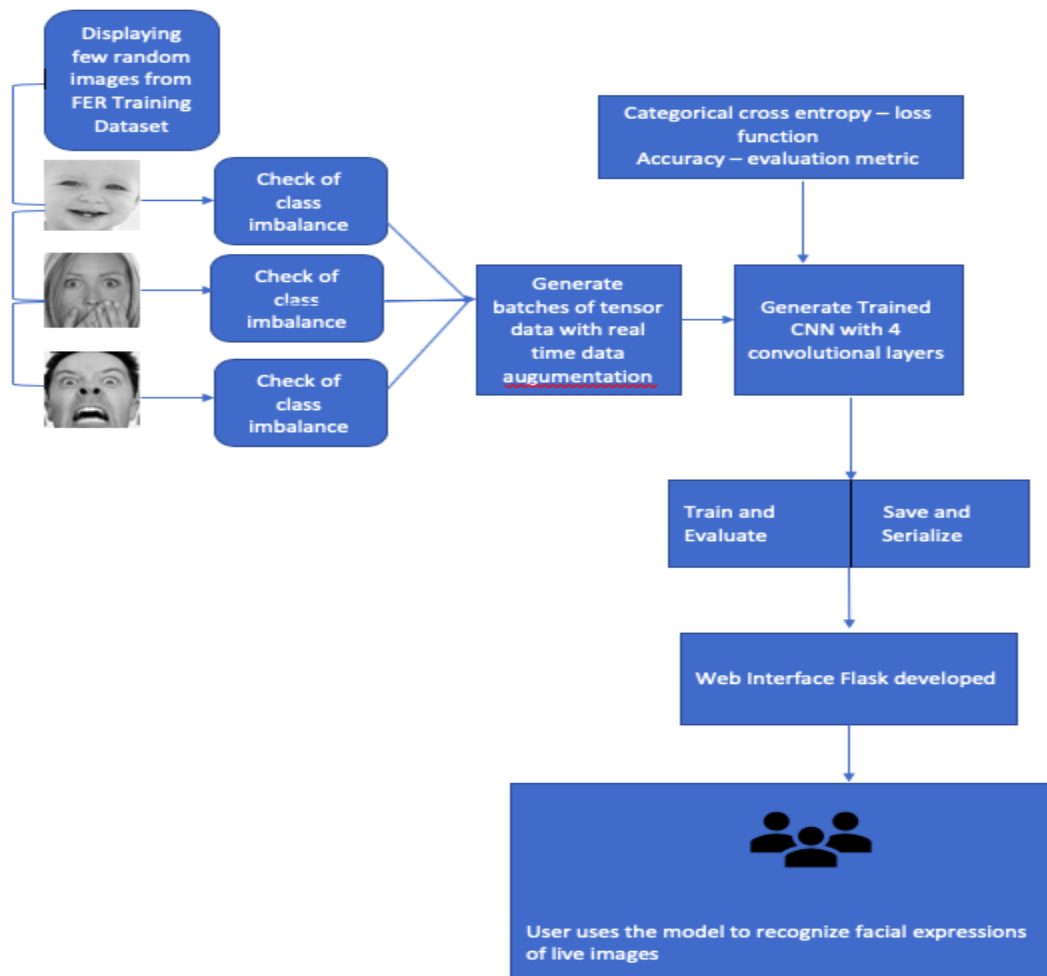 Displaying
few random
images from
FER Training
Dataset
Categorical cross entropy – loss
function
Accuracy – evaluation metric
Check of
class
imbalance
Check of
class
imbalance
Check of
class
imbalance
Generate
batches of tensor
data with real
time data
augumentation
Generate Trained
CNN with 4
convolutional layers
Train and
Evaluate
Save and
Serialize
Web Interface Flask developed
User uses the model to recognize facial expressions
of live images